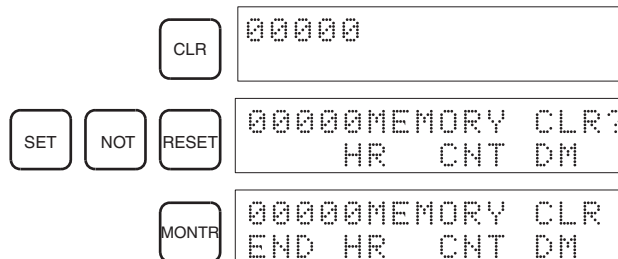 CLR
00000
SET NOT RESET
00000MEMORY CLR?
HR CNT DM
MONTR
00000MEMORY CLR
END HR CNT DM